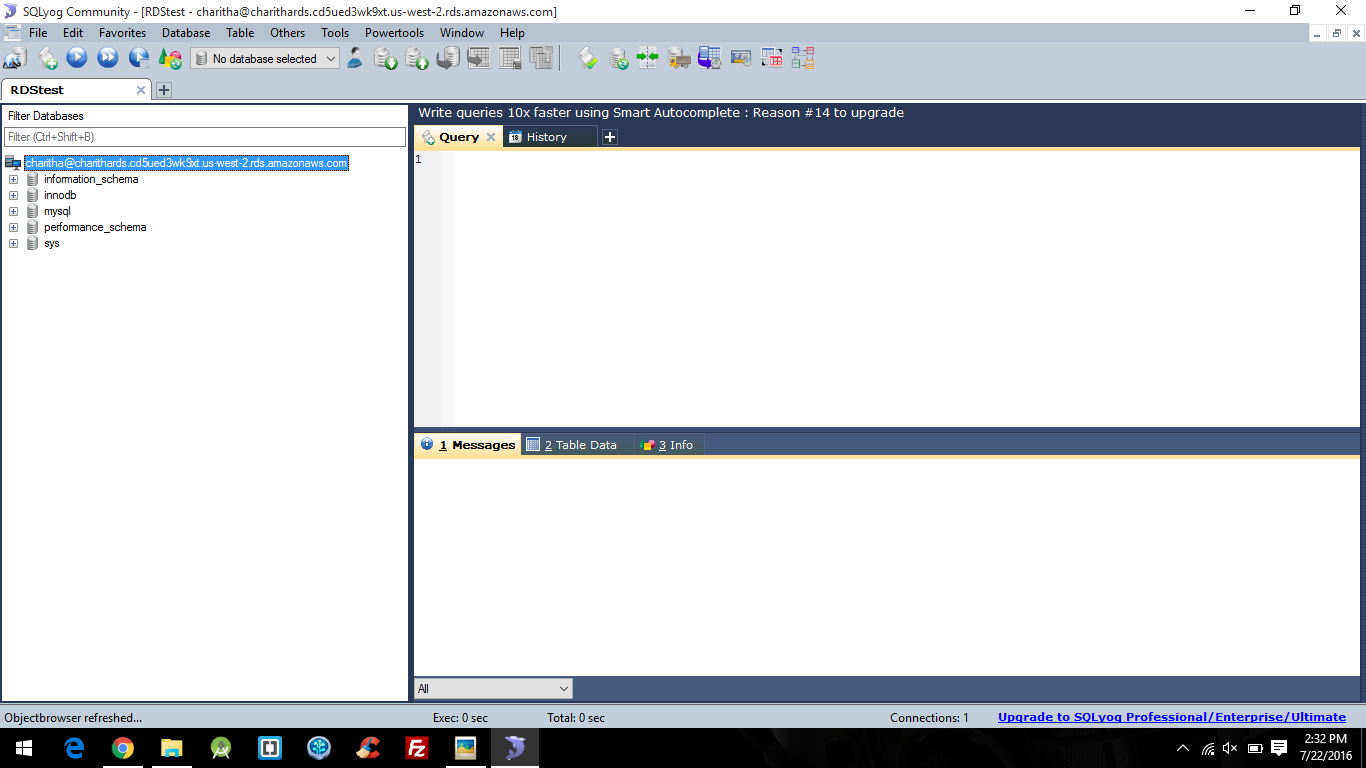 SQLyog Community - [RDStest - charitha@charithards.cd5ued3wk9xt.us-west-2.rds.amazonaws.com]
File Edit Favorites Database Table Others Tools Powertools Window Help
No database selected
RDStest
Filter Databases
Filter (Ctrl+Shift+B)
charitha@charithards.cd5ued3wk9xt.us-west-2.rds.amazonaws.com
information_schema
innodb
mysql
performance_schema
sys
Write queries 10x faster using Smart Autocomplete : Reason #14 to upgrade
Query 18 History
1
1 Messages 2 Table Data 3 Info
All
Objectbrowser refreshed... Exec: 0 sec Total: 0 sec Connections: 1 Upgrade to SQLyog Professional/Enterprise/Ultimate
Fz
2:32 PM
7/22/2016